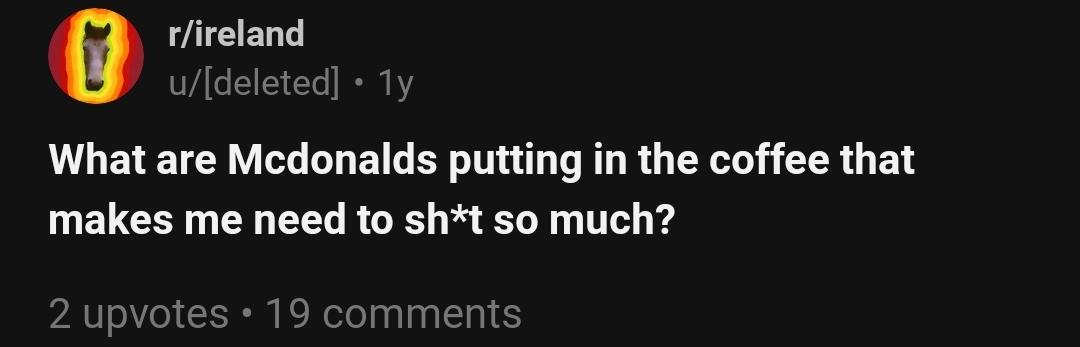 r/ireland
u/[deleted] • 1y
What are Mcdonalds putting in the coffee that
makes me need to sh*t so much?
2 upvotes • 19 comments